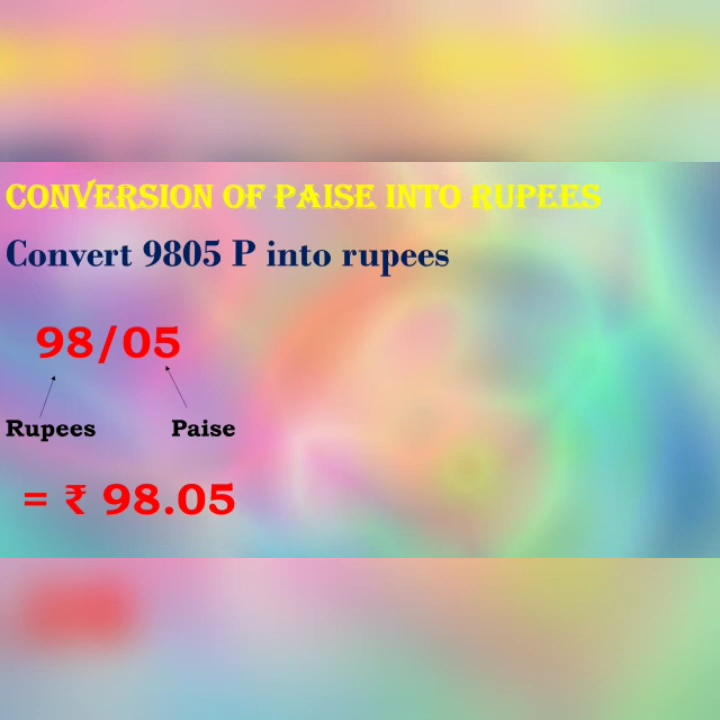 CONVERSION OF PAISE INTO RUPEES
Convert 9805 P into rupees
98/05
Rupees Paise
= ₹ 98.05